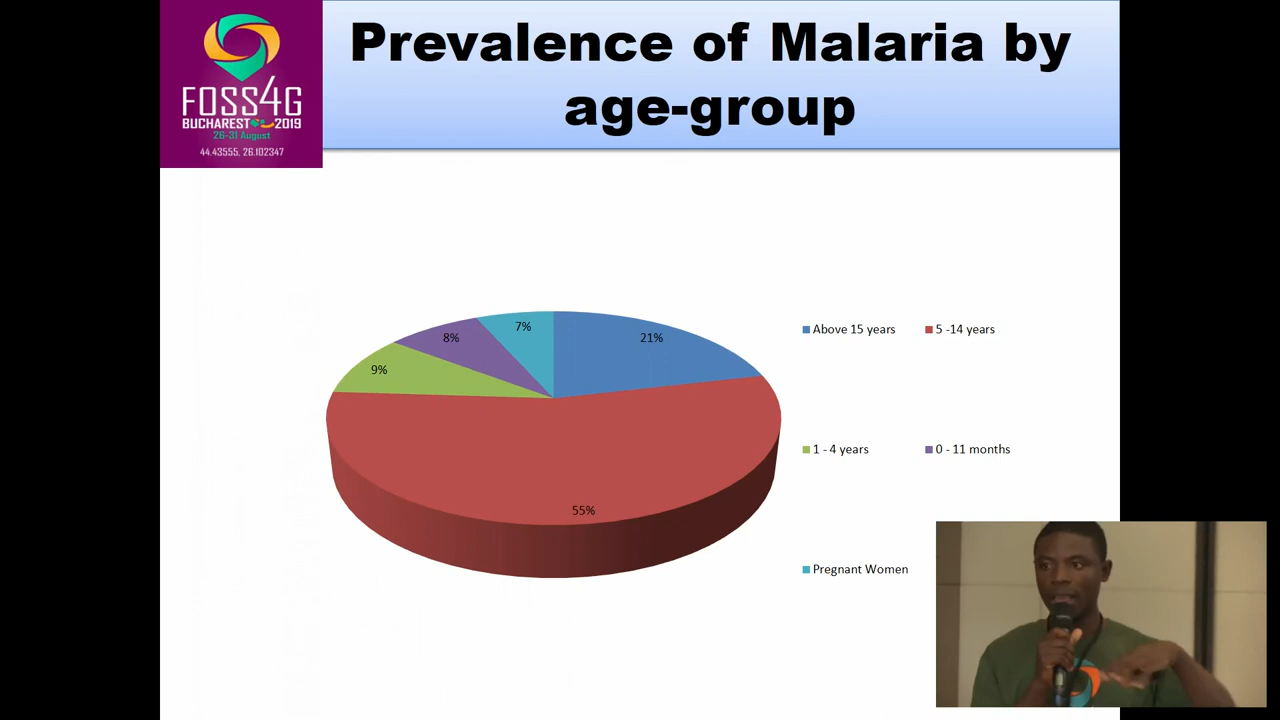 Prevalence of Malaria by
age-group
FOSS4G
BUCHAREST 2019
26-31 August
44.43555, 26.102347
7%
21%
8%
9%
55%
Above 15 years
5 -14 years
1 - 4 years
0 - 11 months
Pregnant Women